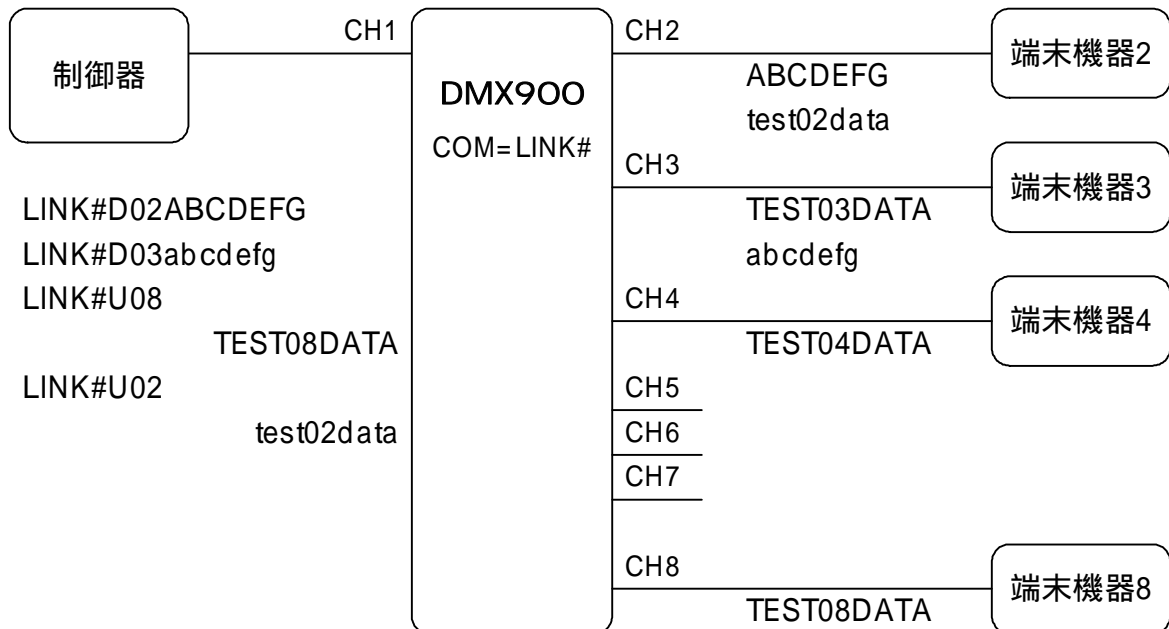 制御器
CH1
DMX900
COM=LINK#
LINK#D02ABCDEFG
LINK#D03abcdefg
LINK#U08
TEST08DATA
LINK#U02
test02data
CH2
ABCDEFG
test02data
端末機器2
CH3
TEST03DATA
abcdefg
端末機器3
CH4
TEST04DATA
端末機器4
CH5
CH6
CH7
CH8
TEST08DATA
端末機器8